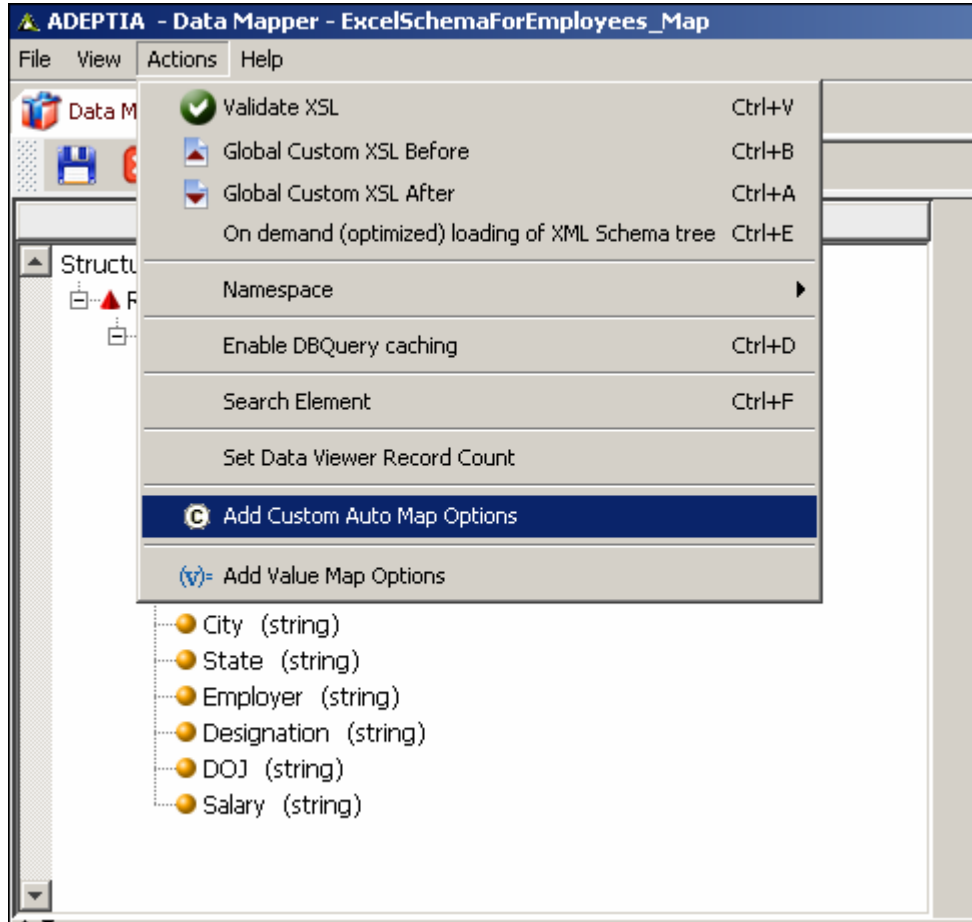 ADEPTIA - Data Mapper - ExcelSchemaForEmployees_Map
File View Actions Help
Data M
Validate XSL Ctrl+V
Global Custom XSL Before Ctrl+B
Global Custom XSL After Ctrl+A
On demand (optimized) loading of XML Schema tree Ctrl+E
Structu
R
Namespace
Enable DBQuery caching Ctrl+D
Search Element Ctrl+F
Set Data Viewer Record Count
C Add Custom Auto Map Options
(v)= Add Value Map Options
City (string)
State (string)
Employer (string)
Designation (string)
DOJ (string)
Salary (string)